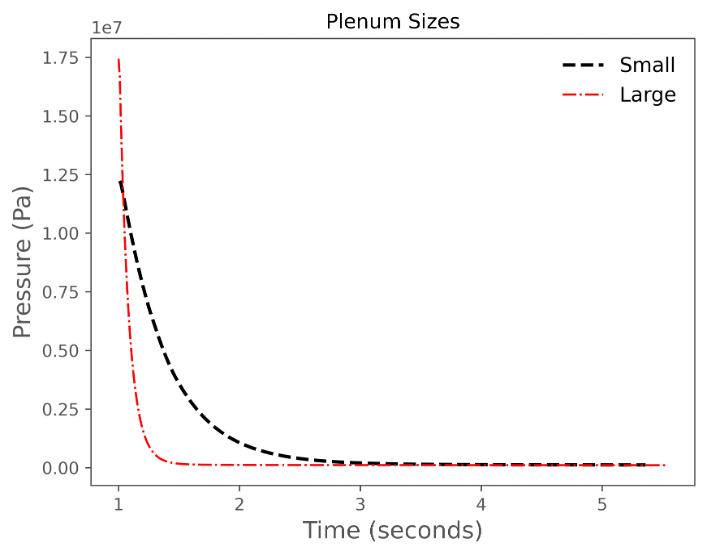 Plenum Sizes
1e7
1.75
1.50
1.25
1.00
0.75
0.50
0.25
0.00
Pressure (Pa)
Small
Large
1 2 3 4 5
Time (seconds)